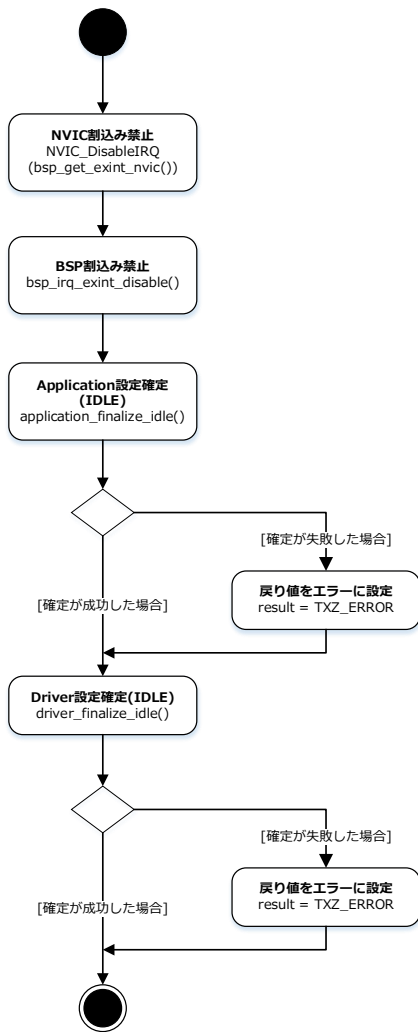 NVIC割込み禁止
NVIC_DisableIRQ
(bsp_get_exint_nvic())
BSP割込み禁止
bsp_irq_exint_disable()
Application設定確定
(IDLE)
application_finalize_idle()
[確定が失敗した場合]
戻り値をエラーに設定
result = TXZ_ERROR
[確定が成功した場合]
Driver設定確定(IDLE)
driver_finalize_idle()
[確定が失敗した場合]
戻り値をエラーに設定
result = TXZ_ERROR
[確定が成功した場合]